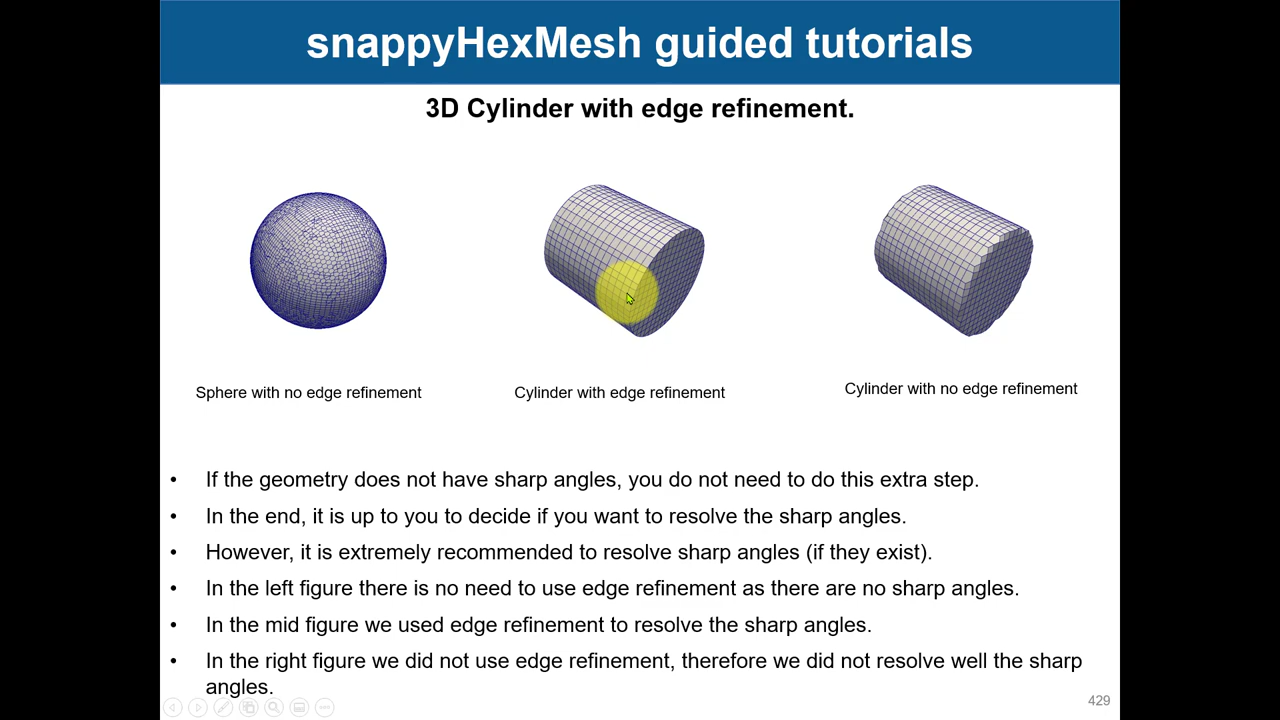 snappyHexMesh guided tutorials
3D Cylinder with edge refinement.
Sphere with no edge refinement
Cylinder with edge refinement
Cylinder with no edge refinement
• If the geometry does not have sharp angles, you do not need to do this extra step.
• In the end, it is up to you to decide if you want to resolve the sharp angles.
• However, it is extremely recommended to resolve sharp angles (if they exist).
• In the left figure there is no need to use edge refinement as there are no sharp angles.
• In the mid figure we used edge refinement to resolve the sharp angles.
• In the right figure we did not use edge refinement, therefore we did not resolve well the sharp
angles.
429